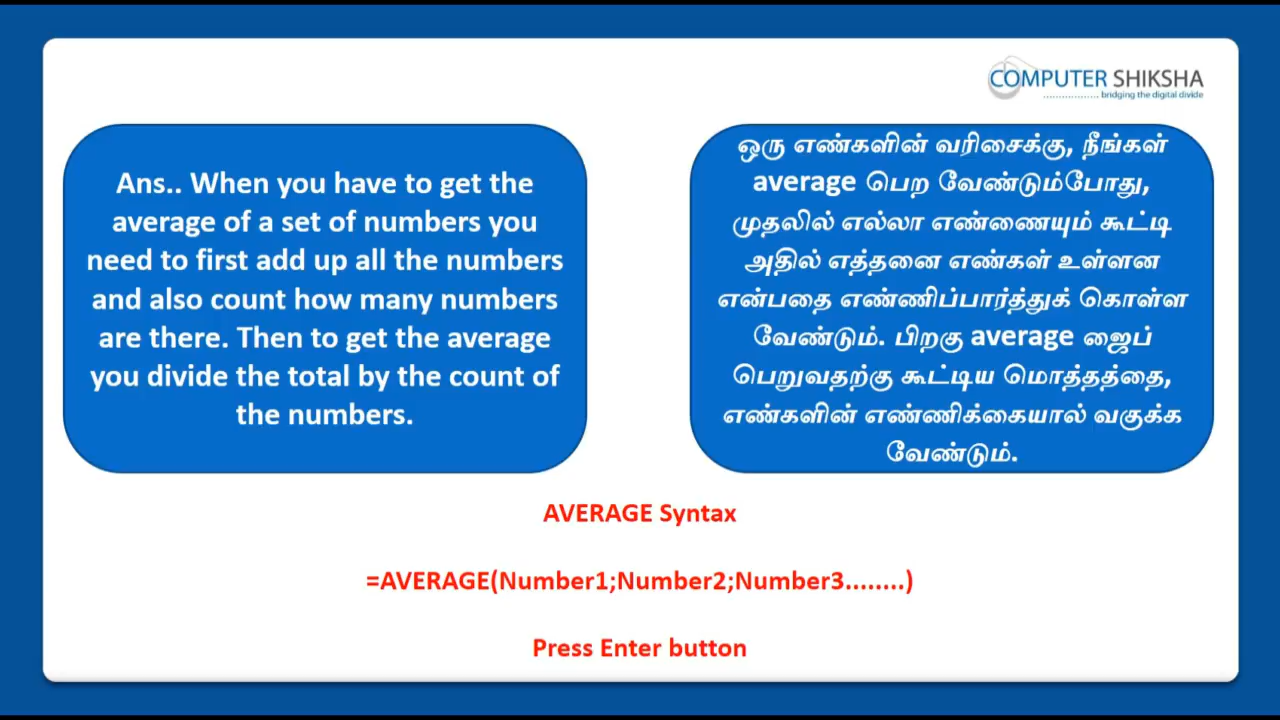 COMPUTER SHIKSHA
..................... bridging the digital divide
Ans.. When you have to get the
average of a set of numbers you
need to first add up all the numbers
and also count how many numbers
are there. Then to get the average
you divide the total by the count of
the numbers.
ஒரு எண்களின் வரிசைக்கு, நீங்கள்
average பெற வேண்டும்போது,
முதலில் எல்லா எண்ணையும் கூட்டி
அதில் எத்தனை எண்கள் உள்ளன
என்பதை எண்ணிப்பார்த்துக் கொள்ள
வேண்டும். பிறகு average ஜைப்
பெறுவதற்கு கூட்டிய மொத்தத்தை,
எண்களின் எண்ணிக்கையால் வகுக்க
வேண்டும்.
AVERAGE Syntax
=AVERAGE(Number1;Number2;Number3........)
Press Enter button